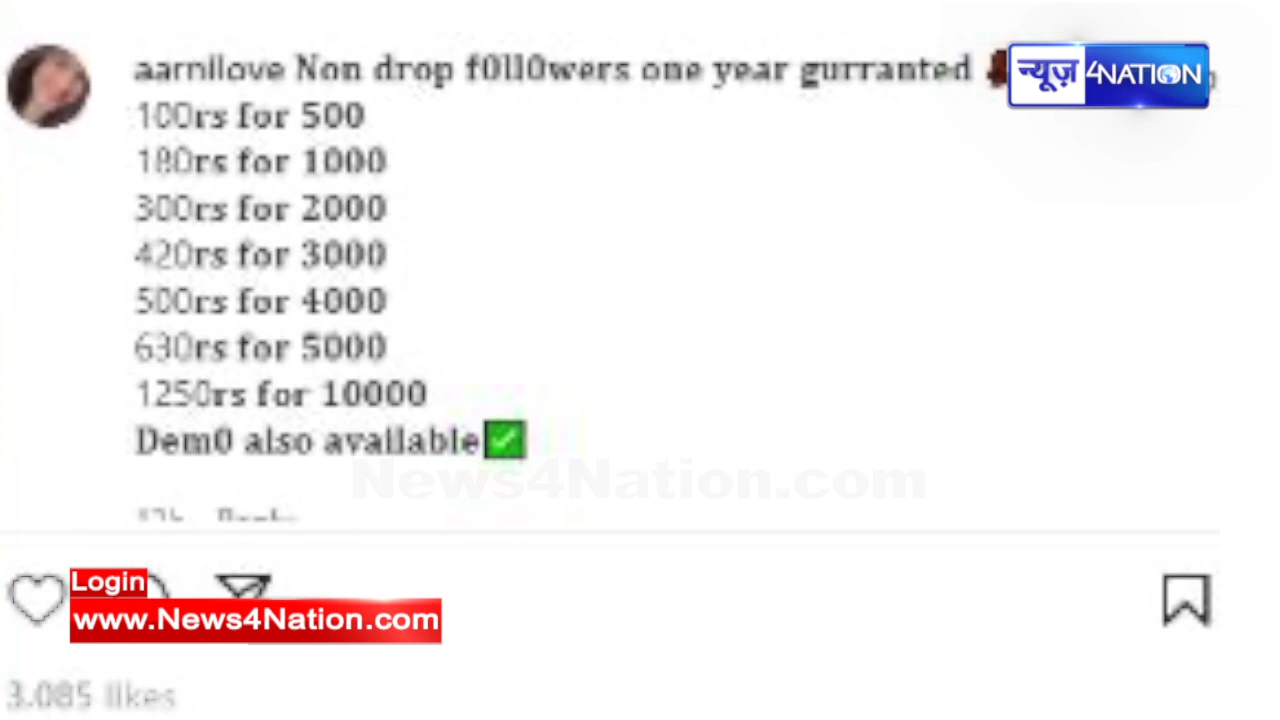 aarnilove Non drop f0ll0wers one year gurranted
न्यूज़ 4NATION
100rs for 500
180rs for 1000
300rs for 2000
420rs for 3000
500rs for 4000
630rs for 5000
1250rs for 10000
Dem0 also available✅
News4Nation.com
Reply
Login
www.News4Nation.com
3.085 likes